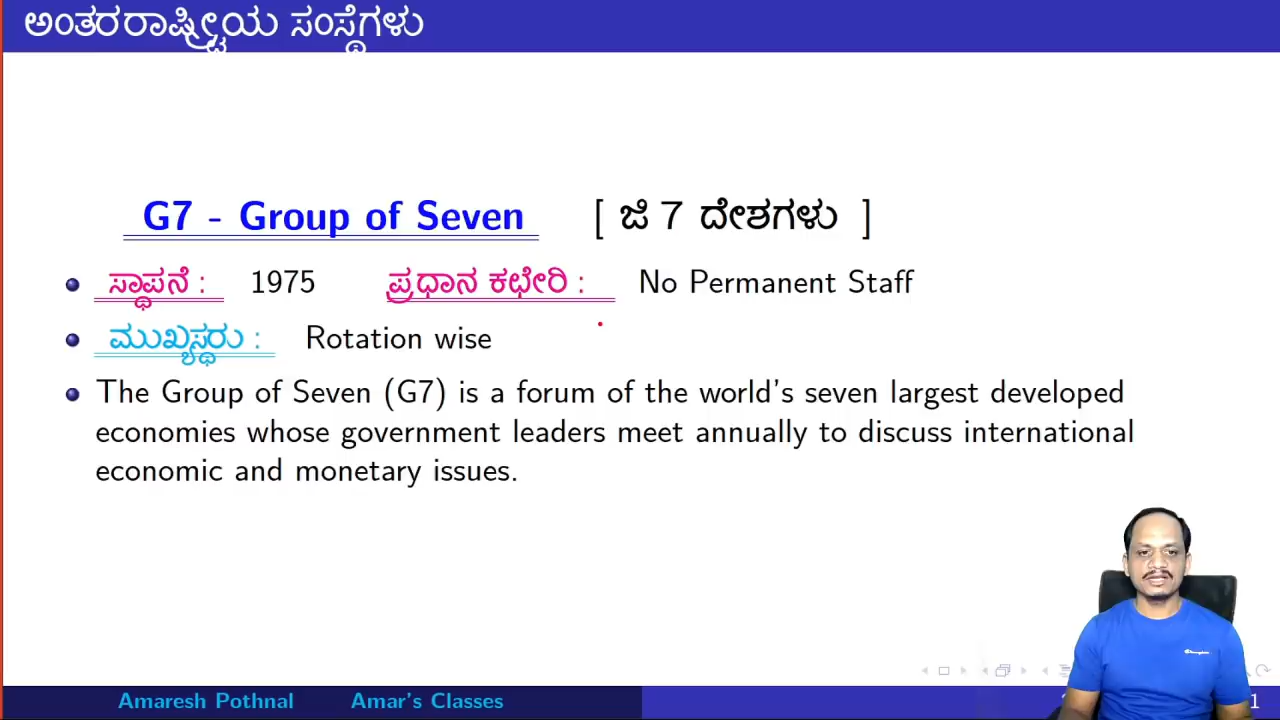 ಅಂತರರಾಷ್ಟ್ರೀಯ ಸಂಸ್ಥೆಗಳು
G7 - Group of Seven [ ಜಿ 7 ದೇಶಗಳು ]
ಸ್ಥಾಪನೆ : 1975 ಪ್ರಧಾನ ಕಛೇರಿ : No Permanent Staff
ಮುಖ್ಯಸ್ಥರು : Rotation wise
The Group of Seven (G7) is a forum of the world's seven largest developed
economies whose government leaders meet annually to discuss international
economic and monetary issues.
Amaresh Pothnal Amar's Classes